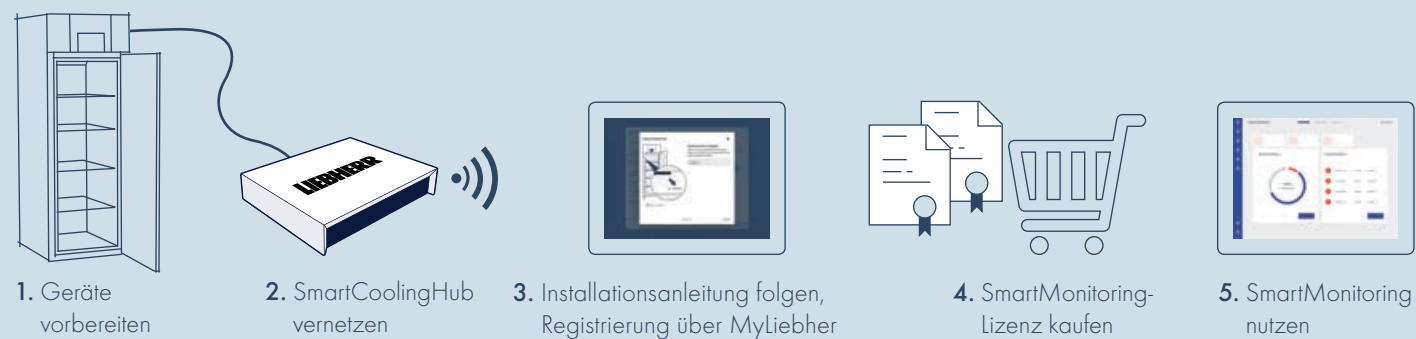 LIEBHERR
1. Geräte
vorbereiten
2. SmartCoolingHub
vernetzen
3. Installationsanleitung folgen,
Registrierung über MyLiebher
4. SmartMonitoring-
Lizenz kaufen
5. SmartMonitoring
nutzen